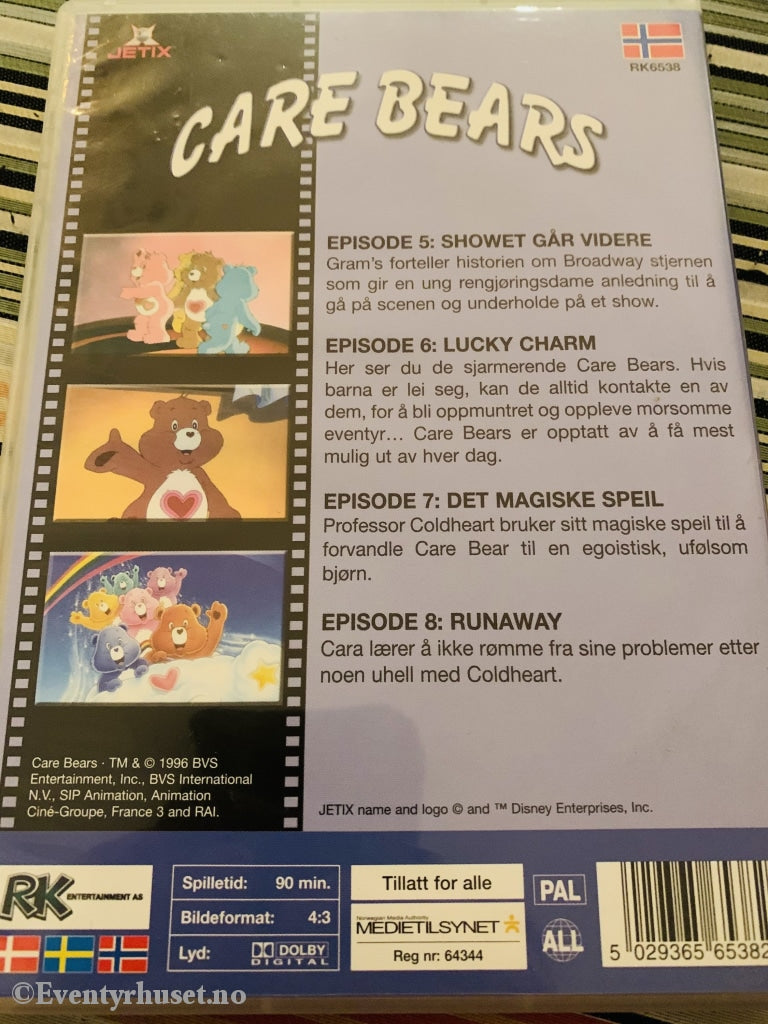 JETIX
RK6538
CARE BEARS
EPISODE 5: SHOWET GÅR VIDERE
Gram's forteller historien om Broadway stjernen
som gir en ung rengjøringsdame anledning til å
gå på scenen og underholde på et show.
EPISODE 6: LUCKY CHARM
Her ser du de sjarmerende Care Bears. Hvis
barna er lei seg, kan de alltid kontakte en av
dem, for å bli oppmuntret og oppleve morsomme
eventyr... Care Bears er opptatt av å få mest
mulig ut av hver dag.
EPISODE 7: DET MAGISKE SPEIL
Professor Coldheart bruker sitt magiske speil til å
forvandle Care Bear til en egoistisk, ufølsom
bjørn.
EPISODE 8: RUNAWAY
Cara lærer å ikke rømme fra sine problemer etter
noen uhell med Coldheart.
Care Bears · TM & © 1996 BVS
Entertainment, Inc., BVS International
N.V., SIP Animation, Animation
Ciné-Groupe, France 3 and RAI.
JETIX name and logo © and ™ Disney Enterprises, Inc.
RK ENTERTAINMENT AS
Spilletid: 90 min.
Bildeformat: 4:3
Lyd: DOLBY DIGITAL
Tillatt for alle
Norwegian Media Authority
MEDIETILSYNET
Reg nr: 64344
PAL
ALL
5 029365 65382
©Eventyrhuset.no